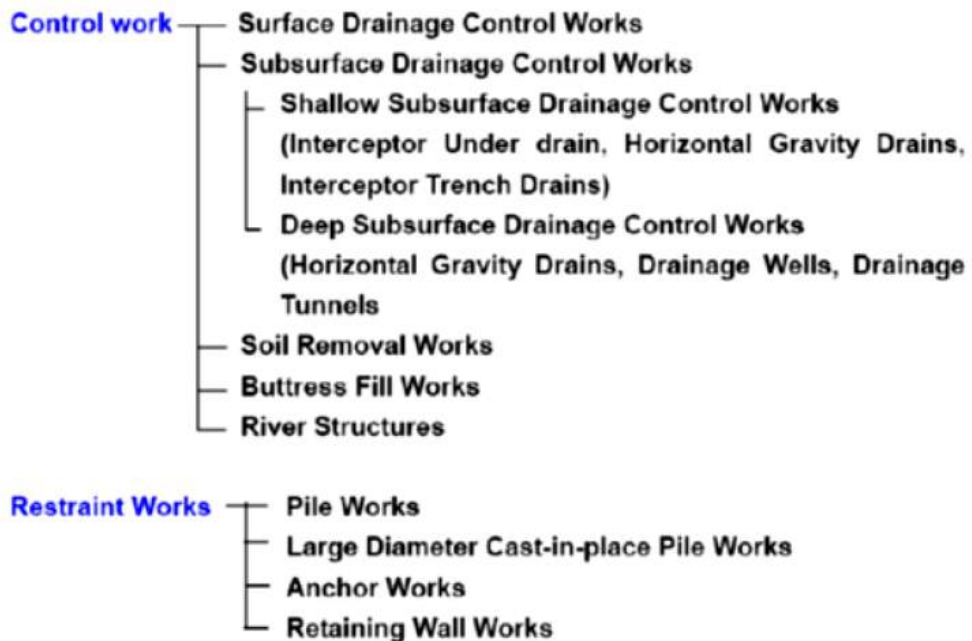 Control work Surface Drainage Control Works
Subsurface Drainage Control Works
Shallow Subsurface Drainage Control Works
(Interceptor Under drain, Horizontal Gravity Drains,
Interceptor Trench Drains)
Deep Subsurface Drainage Control Works
(Horizontal Gravity Drains, Drainage Wells, Drainage
Tunnels
Soil Removal Works
Buttress Fill Works
River Structures
Restraint Works Pile Works
Large Diameter Cast-in-place Pile Works
Anchor Works
Retaining Wall Works